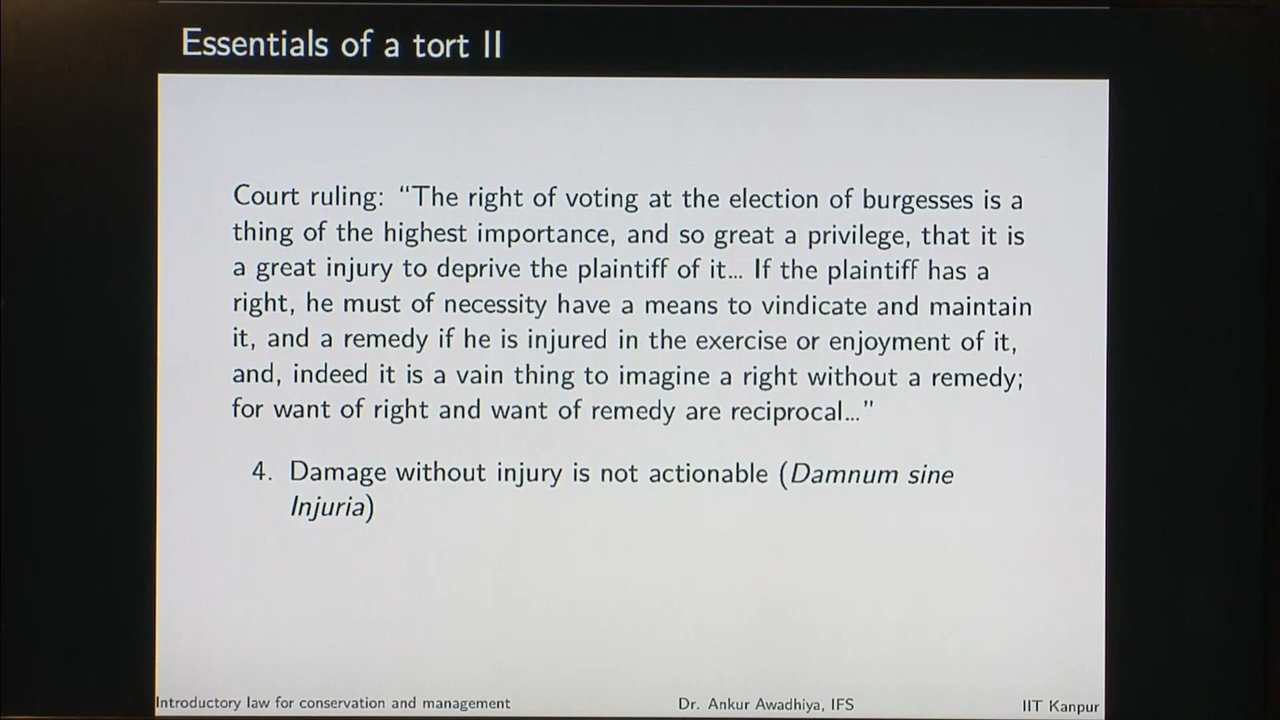 Essentials of a tort II
Court ruling: “The right of voting at the election of burgesses is a
thing of the highest importance, and so great a privilege, that it is
a great injury to deprive the plaintiff of it... If the plaintiff has a
right, he must of necessity have a means to vindicate and maintain
it, and a remedy if he is injured in the exercise or enjoyment of it,
and, indeed it is a vain thing to imagine a right without a remedy;
for want of right and want of remedy are reciprocal...”
4. Damage without injury is not actionable (Damnum sine
Injuria)
Introductory law for conservation and management Dr. Ankur Awadhiya, IFS IIT Kanpur